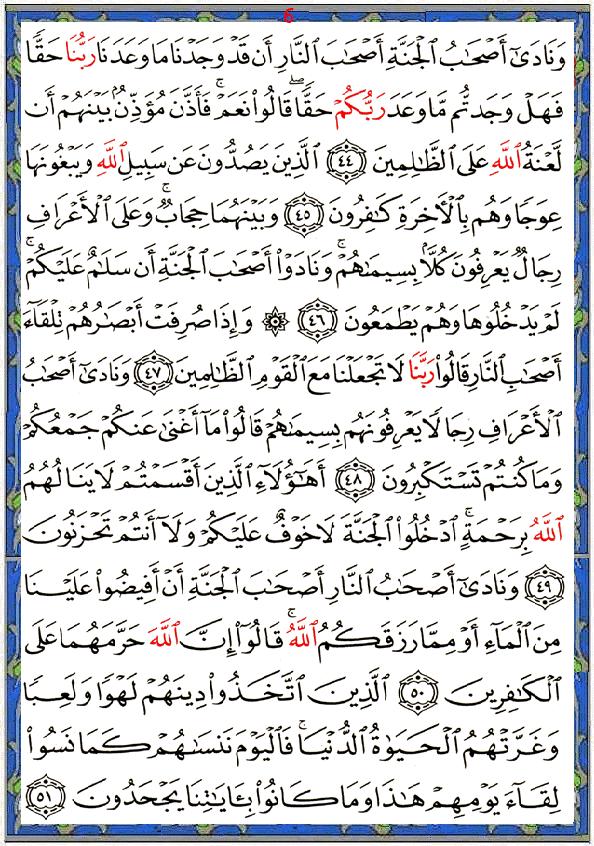 6
وَنَادَىٰٓ أَصۡحَٰبُ ٱلۡجَنَّةِ أَصۡحَٰبَ ٱلنَّارِ أَن قَدۡ وَجَدۡنَا مَا وَعَدَنَا رَبُّنَا حَقّٗا
فَهَلۡ وَجَدتُّم مَّا وَعَدَ رَبُّكُمۡ حَقّٗاۖ قَالُواْ نَعَمۡۚ فَأَذَّنَ مُؤَذِّنُۢ بَيۡنَهُمۡ أَن
لَّعۡنَةُ ٱللَّهِ عَلَى ٱلظَّٰلِمِينَ ٤٤ ٱلَّذِينَ يَصُدُّونَ عَن سَبِيلِ ٱللَّهِ وَيَبۡغُونَهَا
عِوَجٗا وَهُم بِٱلۡأٓخِرَةِ كَٰفِرُونَ ٤٥ وَبَيۡنَهُمَا حِجَابٞۚ وَعَلَى ٱلۡأَعۡرَافِ
رِجَالٞ يَعۡرِفُونَ كُلَّۢا بِسِيمَىٰهُمۡۚ وَنَادَوۡاْ أَصۡحَٰبَ ٱلۡجَنَّةِ أَن سَلَٰمٌ عَلَيۡكُمۡۚ
لَمۡ يَدۡخُلُوهَا وَهُمۡ يَطۡمَعُونَ ٤٦ ۞ وَإِذَا صُرِفَتۡ أَبۡصَٰرُهُمۡ تِلۡقَآءَ
أَصۡحَٰبِ ٱلنَّارِ قَالُواْ رَبَّنَا لَا تَجۡعَلۡنَا مَعَ ٱلۡقَوۡمِ ٱلظَّٰلِمِينَ ٤٧ وَنَادَىٰٓ أَصۡحَٰبُ
ٱلۡأَعۡرَافِ رِجَالٗا يَعۡرِفُونَهُم بِسِيمَىٰهُمۡ قَالُواْ مَآ أَغۡنَىٰ عَنكُمۡ جَمۡعُكُمۡ
وَمَا كُنتُمۡ تَسۡتَكۡبِرُونَ ٤٨ أَهَٰٓؤُلَآءِ ٱلَّذِينَ أَقۡسَمۡتُمۡ لَا يَنَالُهُمُ
ٱللَّهُ بِرَحۡمَةٍۚ ٱدۡخُلُواْ ٱلۡجَنَّةَ لَا خَوۡفٌ عَلَيۡكُمۡ وَلَآ أَنتُمۡ تَحۡزَنُونَ
٤٩ وَنَادَىٰٓ أَصۡحَٰبُ ٱلنَّارِ أَصۡحَٰبَ ٱلۡجَنَّةِ أَنۡ أَفِيضُواْ عَلَيۡنَا
مِنَ ٱلۡمَآءِ أَوۡ مِمَّا رَزَقَكُمُ ٱللَّهُۚ قَالُوٓاْ إِنَّ ٱللَّهَ حَرَّمَهُمَا عَلَى
ٱلۡكَٰفِرِينَ ٥٠ ٱلَّذِينَ ٱتَّخَذُواْ دِينَهُمۡ لَهۡوٗا وَلَعِبٗا
وَغَرَّتۡهُمُ ٱلۡحَيَوٰةُ ٱلدُّنۡيَاۚ فَٱلۡيَوۡمَ نَنسَىٰهُمۡ كَمَا نَسُواْ
لِقَآءَ يَوۡمِهِمۡ هَٰذَا وَمَا كَانُواْ بِـَٔايَٰتِنَا يَجۡحَدُونَ ٥١